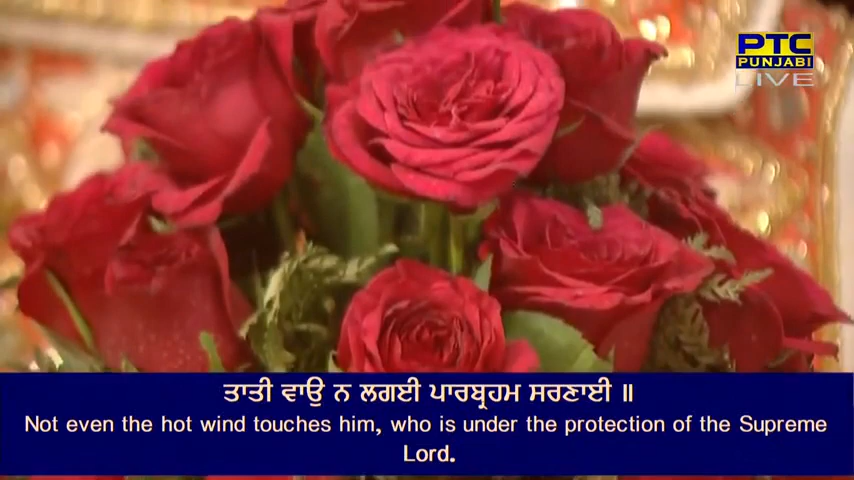 PTC
PUNJABI
LIVE
ਤਾਤੀ ਵਾਉ ਨ ਲਗਈ ਪਾਰਬ੍ਰਹਮ ਸਰਣਾਈ ॥
Not even the hot wind touches him, who is under the protection of the Supreme
Lord.